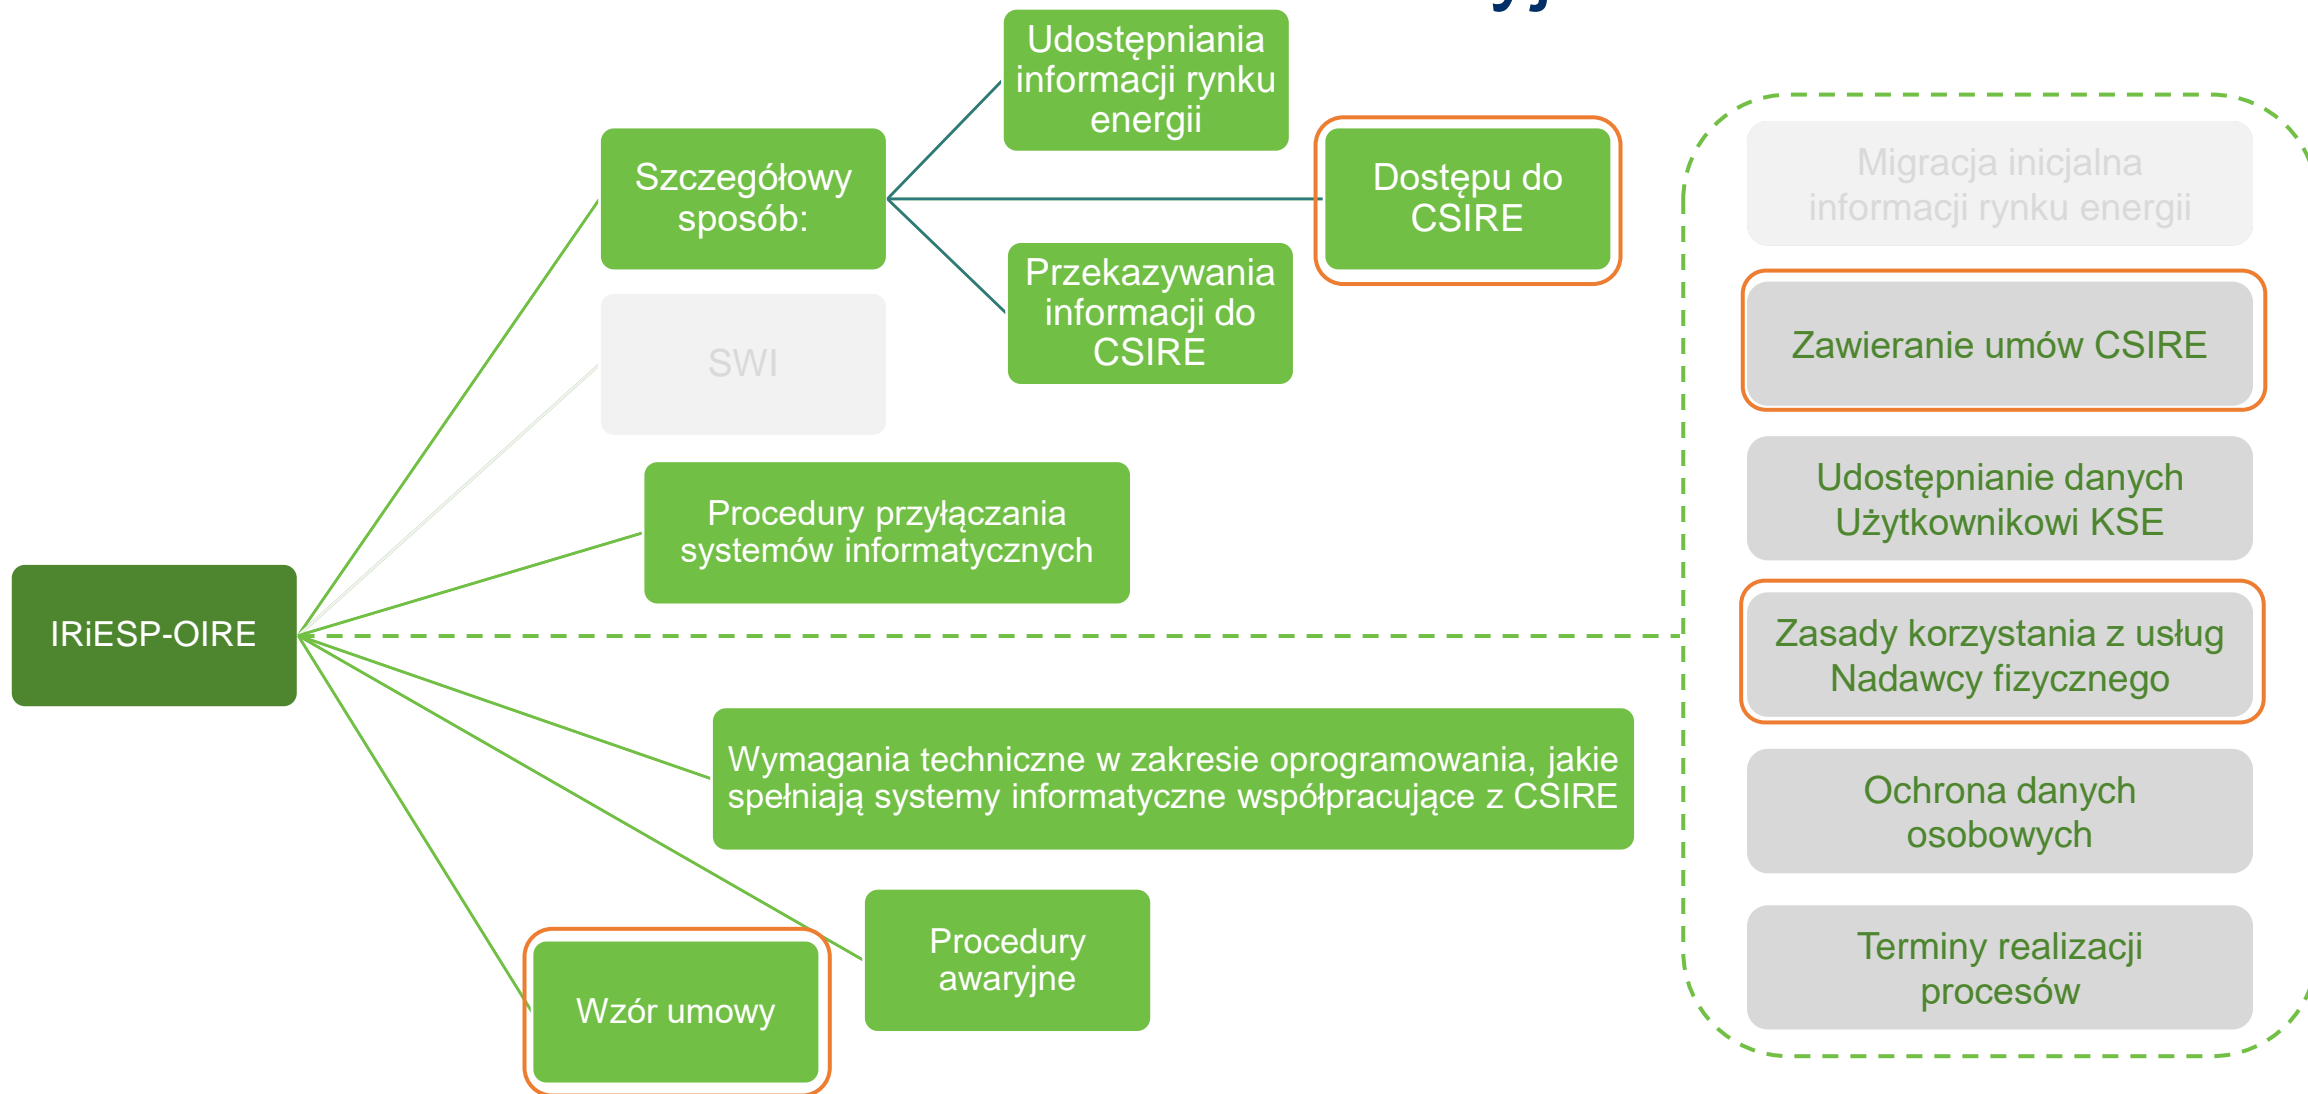 Udostępniania
informacji rynku
energii
Szczegółowy
sposób:
Dostępu do
CSIRE
Przekazywania
informacji do
CSIRE
SWI
Procedury przyłączania
systemów informatycznych
IRiESP-OIRE
Wymagania techniczne w zakresie oprogramowania, jakie
spełniają systemy informatyczne współpracujące z CSIRE
Procedury
awaryjne
Wzór umowy
Migracja inicjalna
informacji rynku energii
Zawieranie umów CSIRE
Udostępnianie danych
Użytkownikowi KSE
Zasady korzystania z usług
Nadawcy fizycznego
Ochrona danych
osobowych
Terminy realizacji
procesów